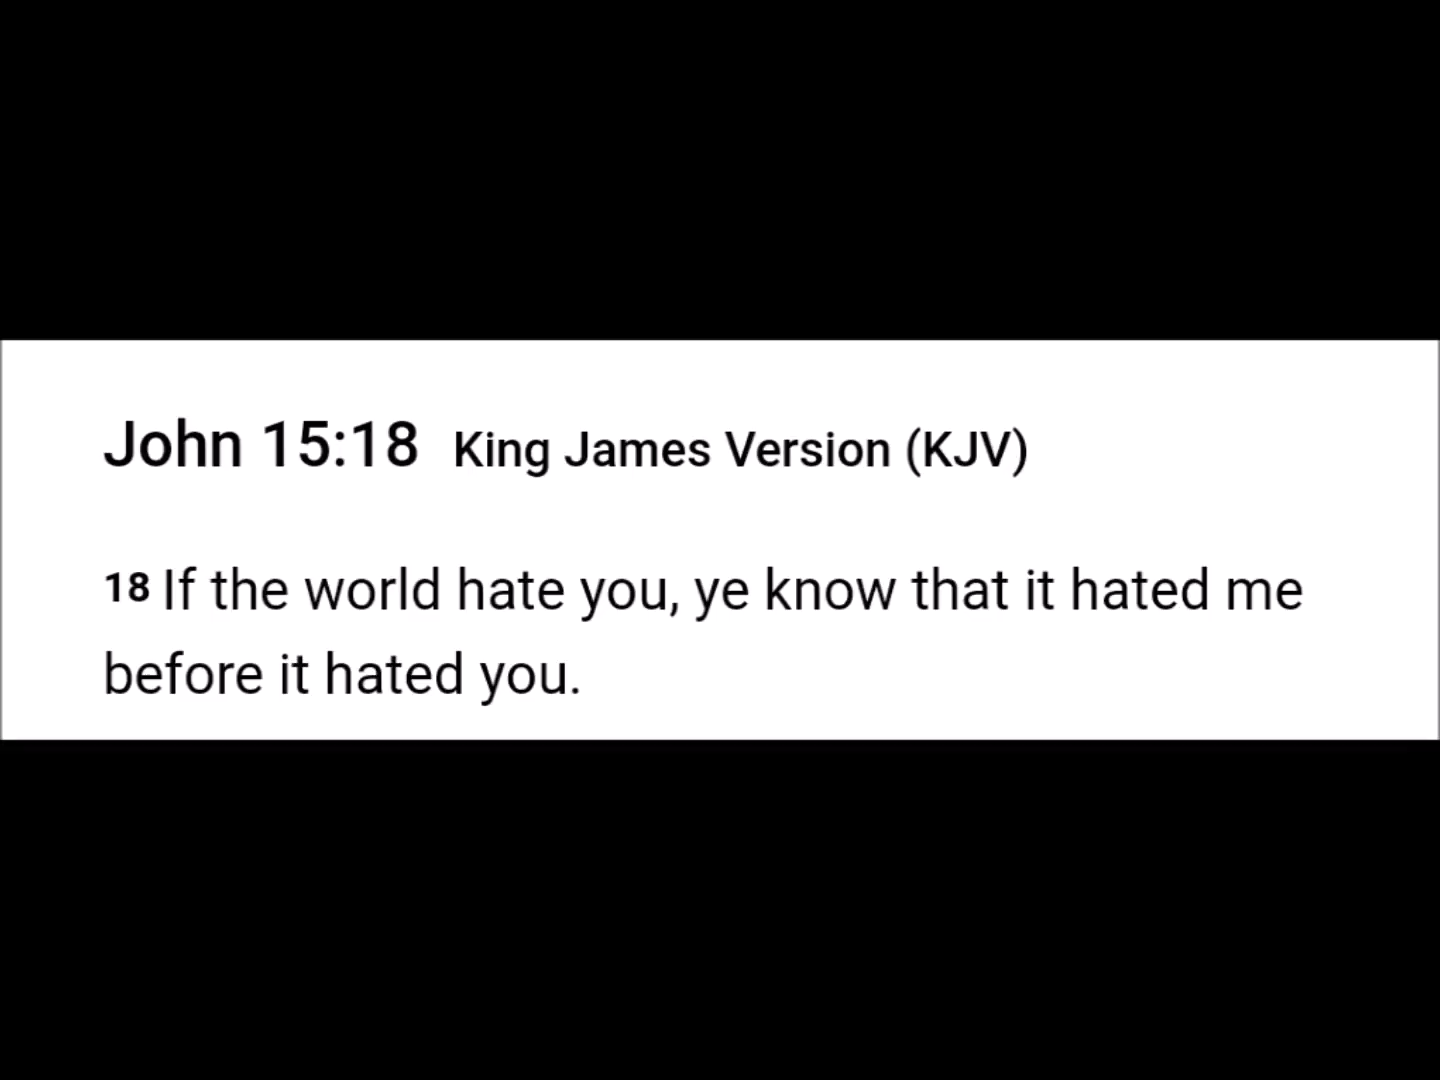 John 15:18 King James Version (KJV)
18 If the world hate you, ye know that it hated me
before it hated you.